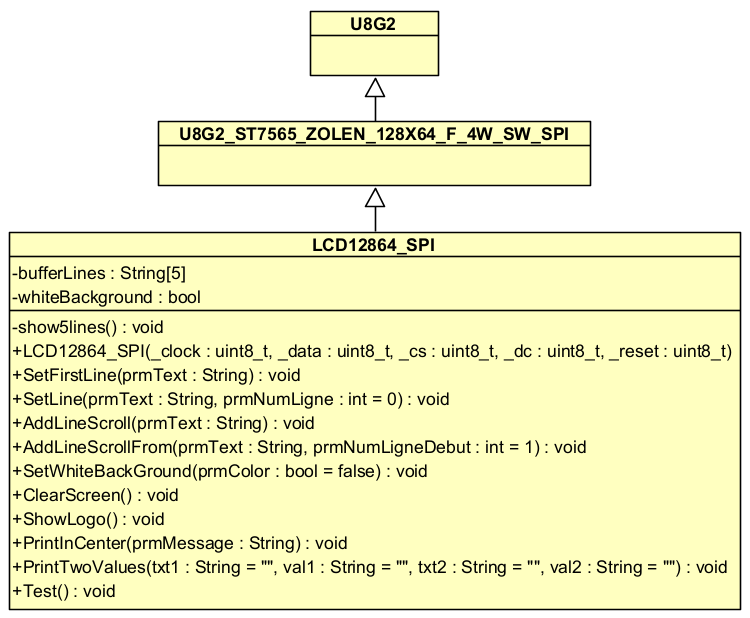 U8G2
U8G2_ST7565_ZOLEN_128X64_F_4W_SW_SPI
LCD12864_SPI
-bufferLines : String[5]
-whiteBackground : bool
-show5lines() : void
+LCD12864_SPI(_clock : uint8_t, _data : uint8_t, _cs : uint8_t, _dc : uint8_t, _reset : uint8_t)
+SetFirstLine(prmText : String) : void
+SetLine(prmText : String, prmNumLigne : int = 0) : void
+AddLineScroll(prmText : String) : void
+AddLineScrollFrom(prmText : String, prmNumLigneDebut : int = 1) : void
+SetWhiteBackGround(prmColor : bool = false) : void
+ClearScreen() : void
+ShowLogo() : void
+PrintInCenter(prmMessage : String) : void
+PrintTwoValues(txt1 : String = "", val1 : String = "", txt2 : String = "", val2 : String = "") : void
+Test() : void